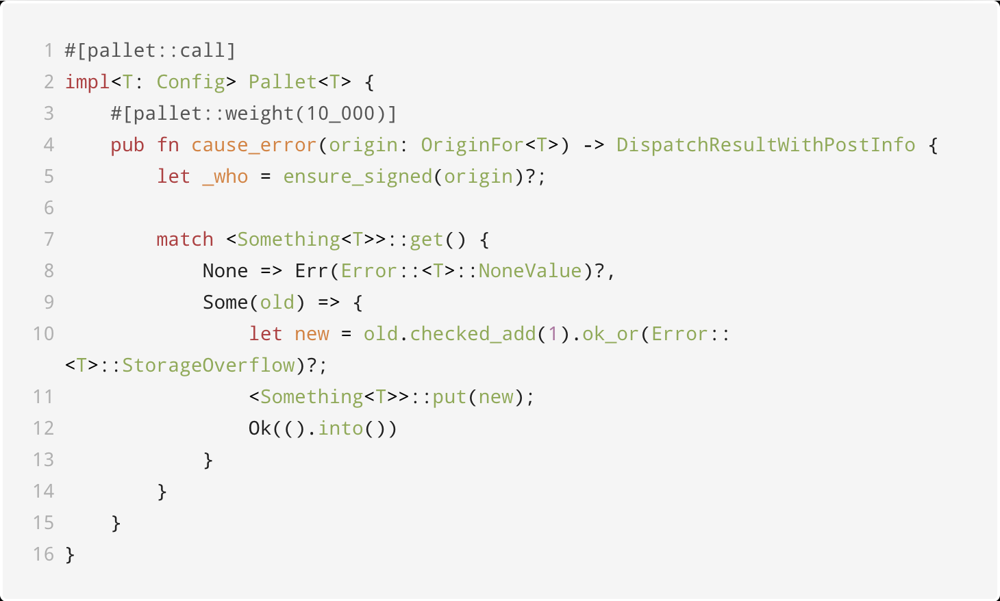 1 #[pallet::call]
2 impl<T: Config> Pallet<T> {
3     #[pallet::weight(10_000)]
4     pub fn cause_error(origin: OriginFor<T>) -> DispatchResultWithPostInfo {
5         let _who = ensure_signed(origin)?;
6
7         match <Something<T>>::get() {
8             None => Err(Error::<T>::NoneValue)?,
9             Some(old) => {
10                 let new = old.checked_add(1).ok_or(Error::
<T>::StorageOverflow)?;
11                 <Something<T>>::put(new);
12                 Ok(().into())
13             }
14         }
15     }
16 }